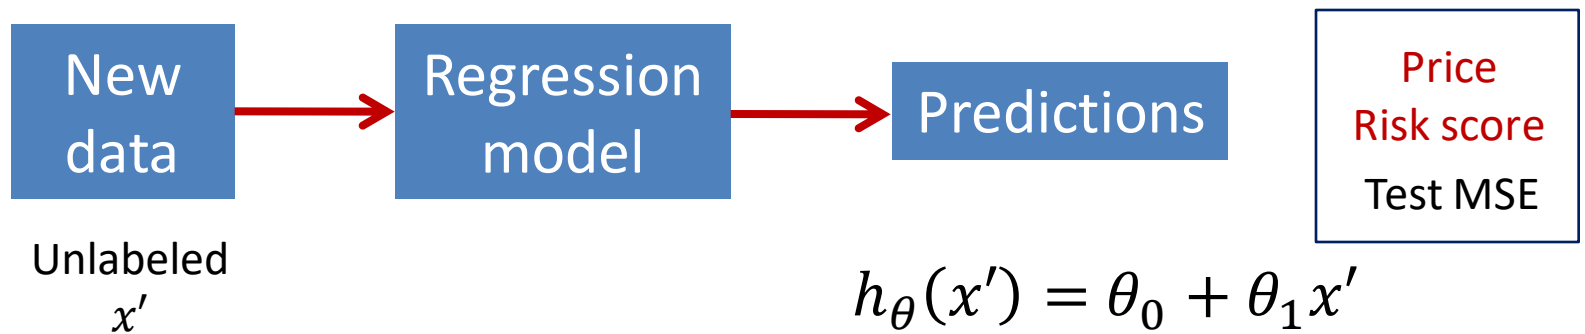 New
data
Regression
model
Predictions
Price
Risk score
Test MSE
Unlabeled
x′
h_θ(x′) = θ_0 + θ_1x′